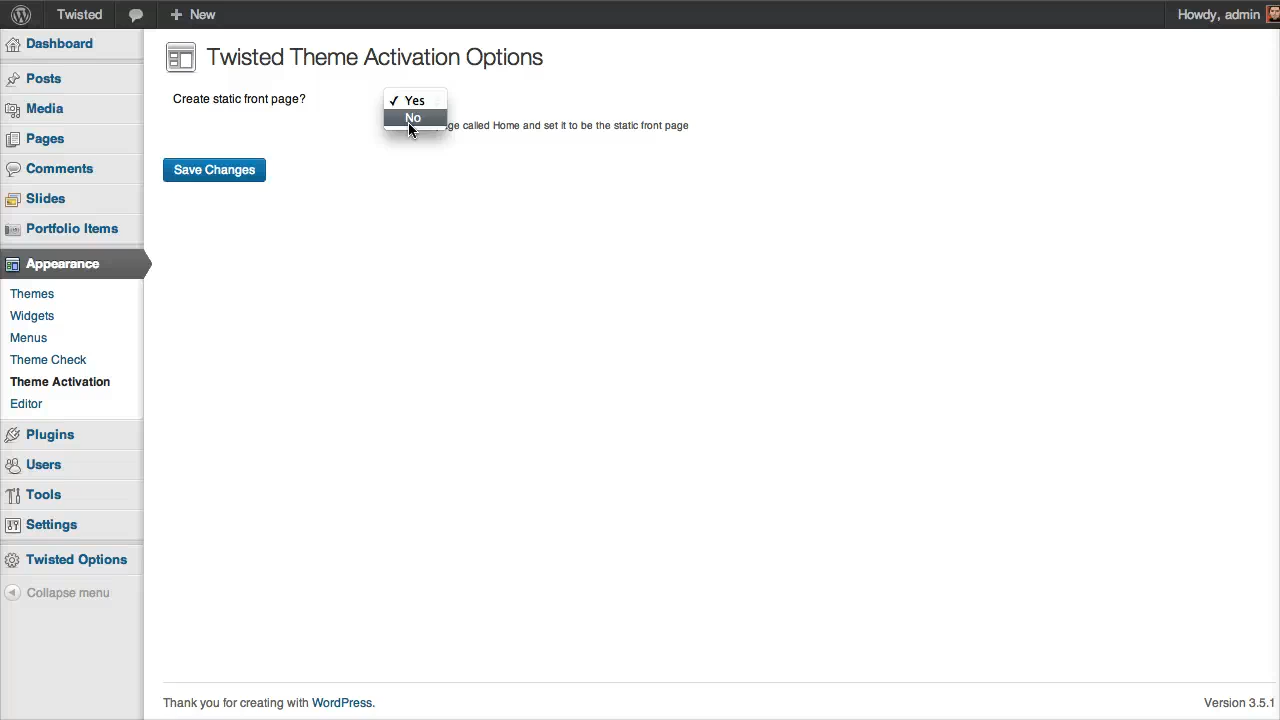 Twisted
New
Howdy, admin
Dashboard
Posts
Media
Pages
Comments
Slides
Portfolio Items
Appearance
Themes
Widgets
Menus
Theme Check
Theme Activation
Editor
Plugins
Users
Tools
Settings
Twisted Options
Collapse menu
Twisted Theme Activation Options
Create static front page?
Yes
No
called Home and set it to be the static front page
Save Changes
Thank you for creating with WordPress.
Version 3.5.1